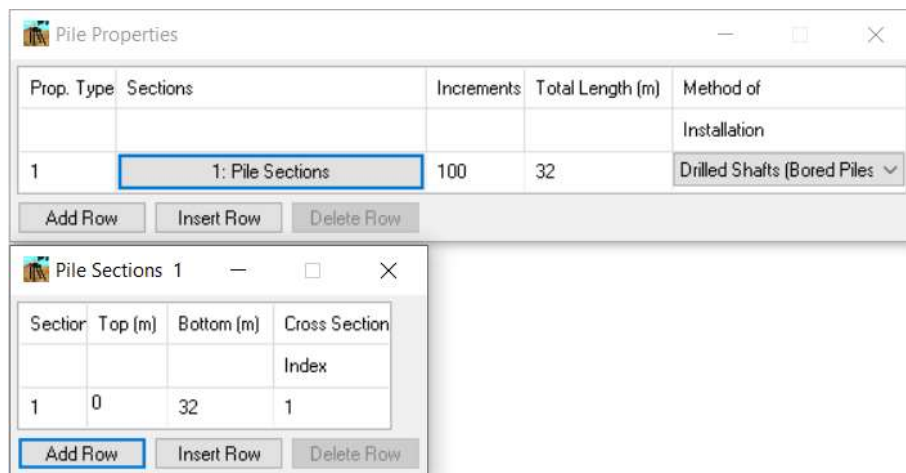 Pile Properties
Prop. Type Sections Increments Total Length (m) Method of
Installation
1 1: Pile Sections 100 32 Drilled Shafts (Bored Piles
Add Row Insert Row Delete Row
Pile Sections 1
Section Top (m) Bottom (m) Cross Section
Index
1 0 32 1
Add Row Insert Row Delete Row